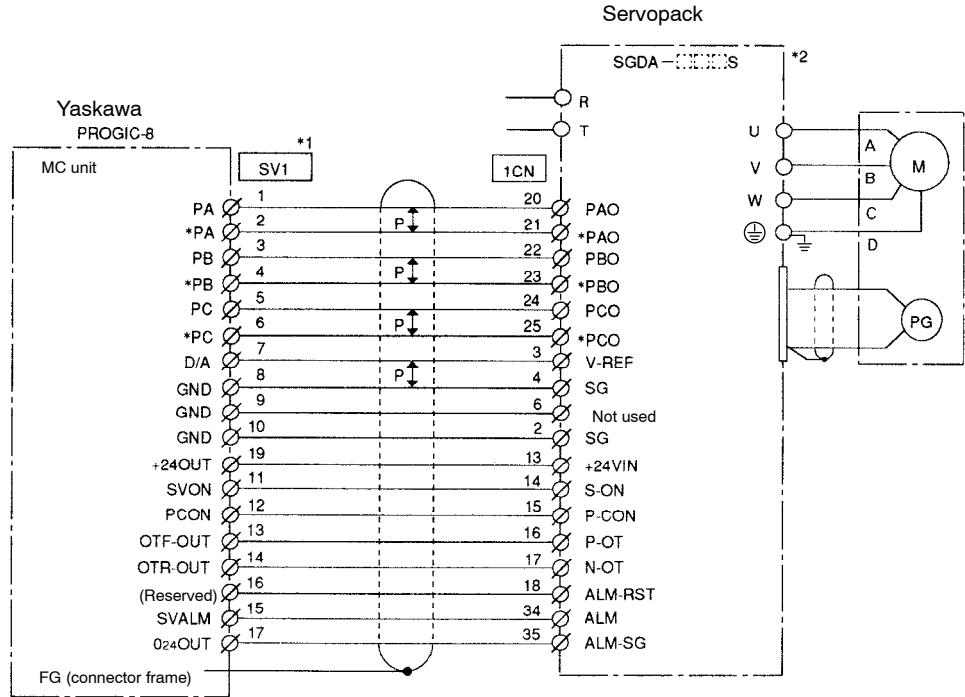 Servopack
SGDA- S *2
R
T
Yaskawa
PROGIC-8
MC unit
*1
SV1
1CN
U
V
W
A
B
C
D
M
PG
PA 1 20 PAO
P
*PA 2 21 *PAO
PB 3 22 PBO
P
*PB 4 23 *PBO
PC 5 24 PCO
P
*PC 6 25 *PCO
D/A 7 3 V-REF
P
GND 8 4 SG
GND 9 6 Not used
GND 10 2 SG
+24OUT 19 13 +24VIN
SVON 11 14 S-ON
PCON 12 15 P-CON
OTF-OUT 13 16 P-OT
OTR-OUT 14 17 N-OT
(Reserved) 16 18 ALM-RST
SVALM 15 34 ALM
024OUT 17 35 ALM-SG
FG (connector frame)